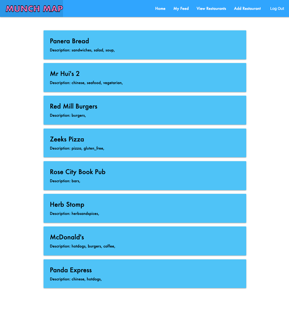 MUNCH MAP
Home My Feed View Restaurants Add Restaurant Log Out
Panera Bread
Description: sandwiches, salad, soup,
Mr Hui's 2
Description: chinese, seafood, vegetarian,
Red Mill Burgers
Description: burgers,
Zeeks Pizza
Description: pizza, gluten_free,
Rose City Book Pub
Description: bars,
Herb Stomp
Description: herbsandspices,
McDonald's
Description: hotdogs, burgers, coffee,
Panda Express
Description: chinese, hotdogs,